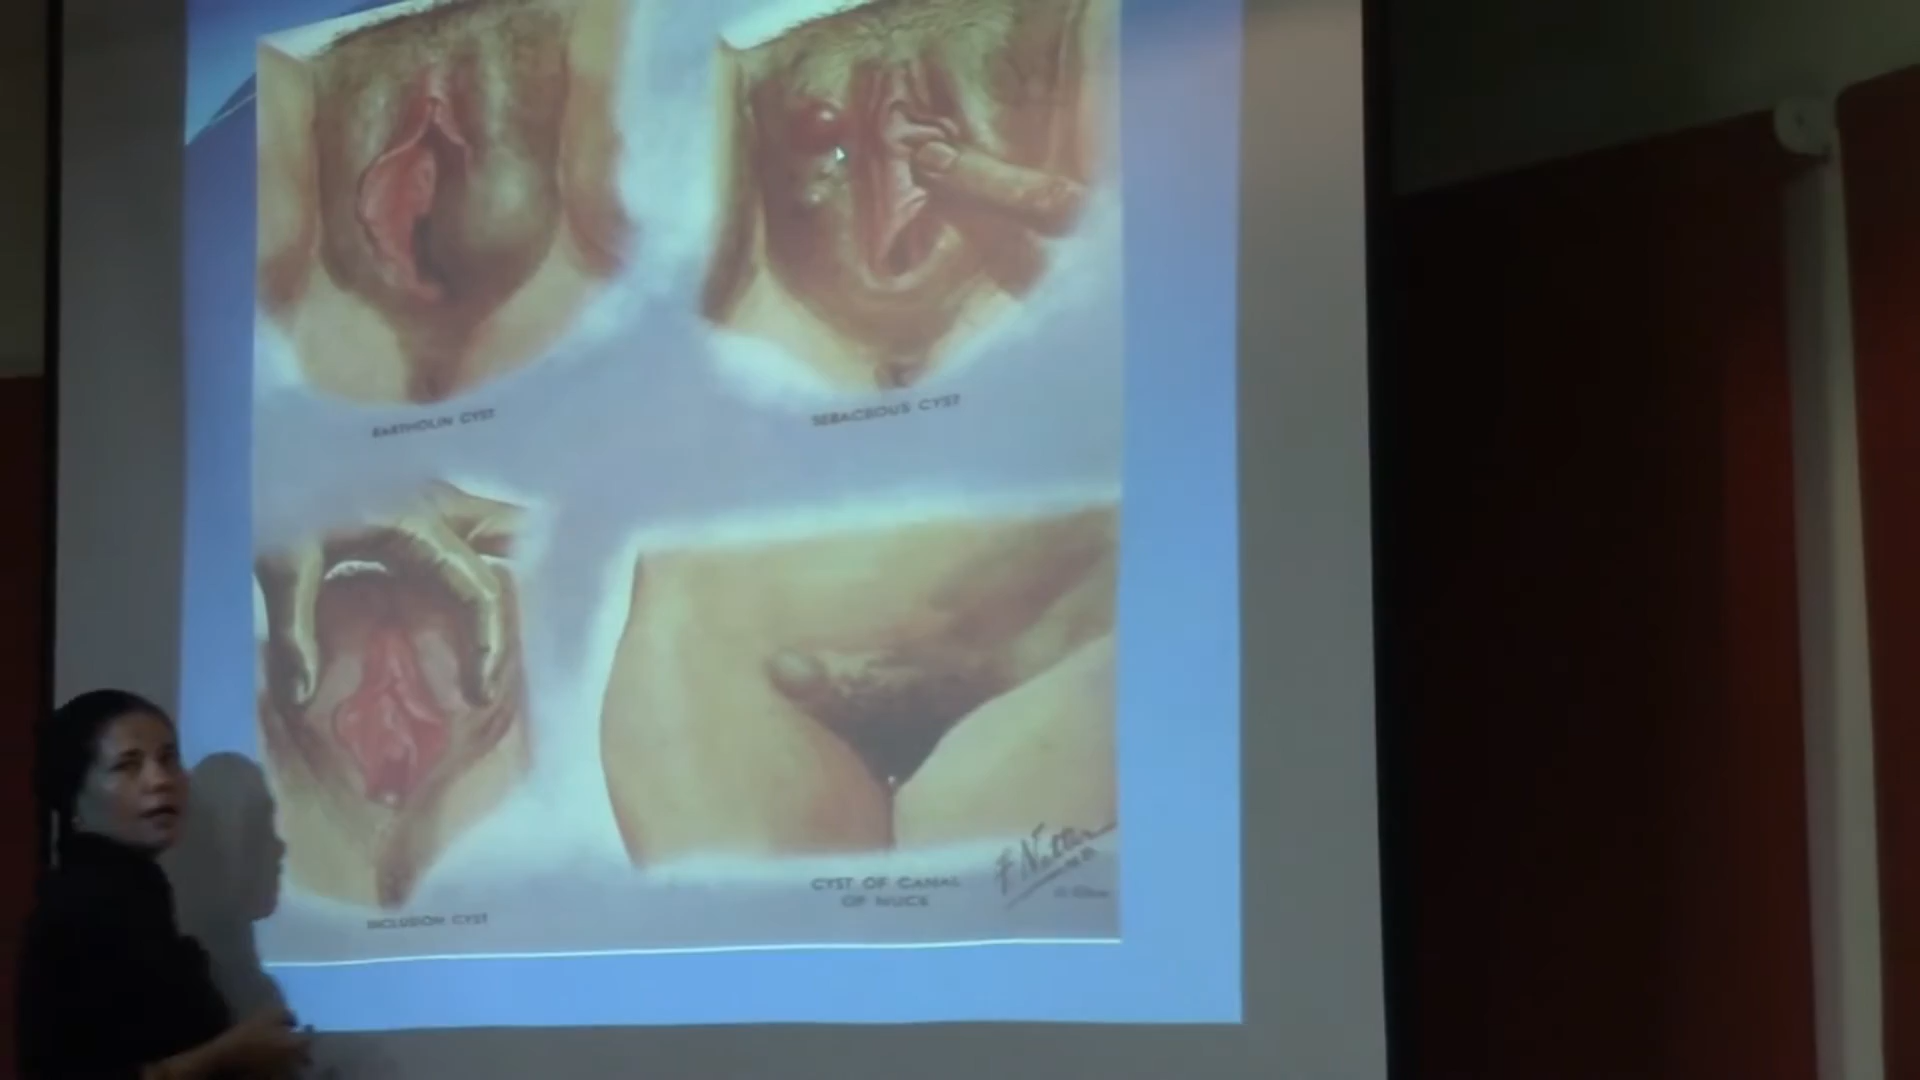 BARTHOLIN CYST
SEBACEOUS CYST
INCLUSION CYST
CYST OF CANAL
OF NUCK
F. Netter
M.D.